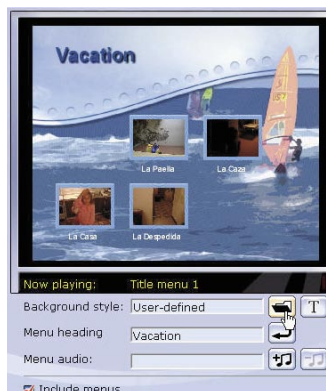 Vacation
La Paella
La Caza
La Casa
La Despedida
Now playing: Title menu 1
Background style: User-defined
T
Menu heading Vacation
Menu audio:
Include menus